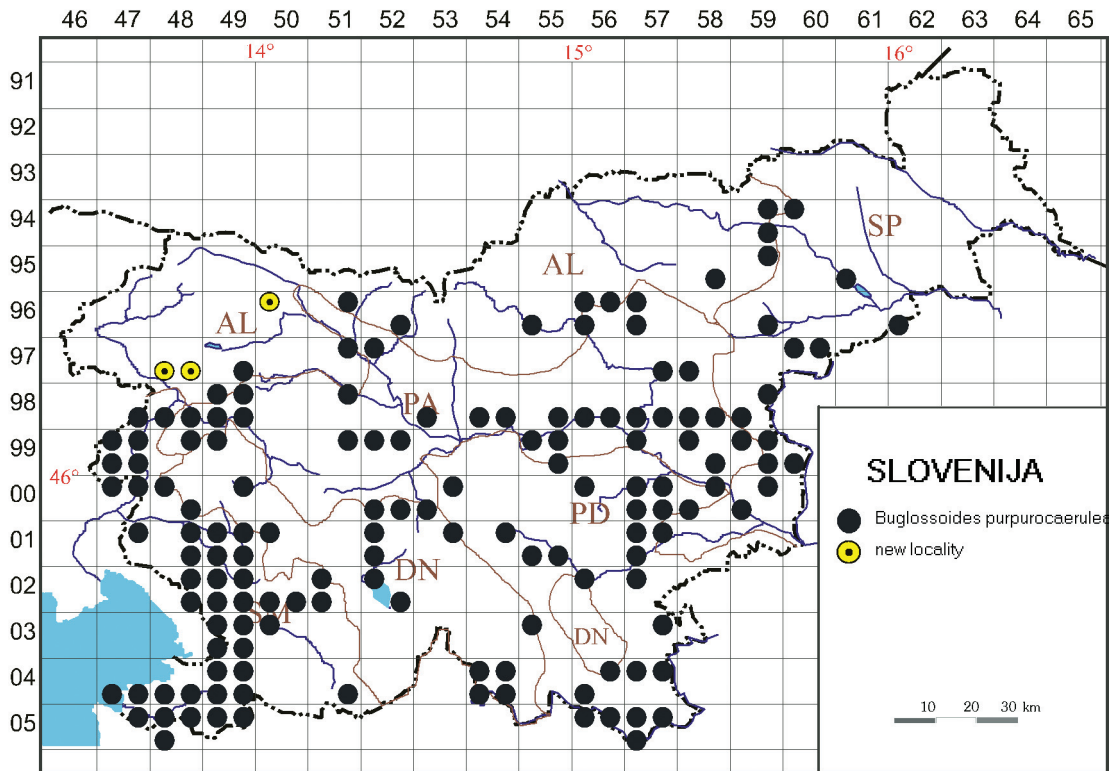 46 47 48 49 50 51 52 53 54 55 56 57 58 59 60 61 62 63 64 65
14° 15° 16°
91
92
93
94
SP
95
AL
96
AL
97
98
PA
99
46°
SLOVENIJA
00
Buglossoides purpurocaerulea
PD
01
new locality
DN
02
SM
03
DN
04
10 20 30 km
05